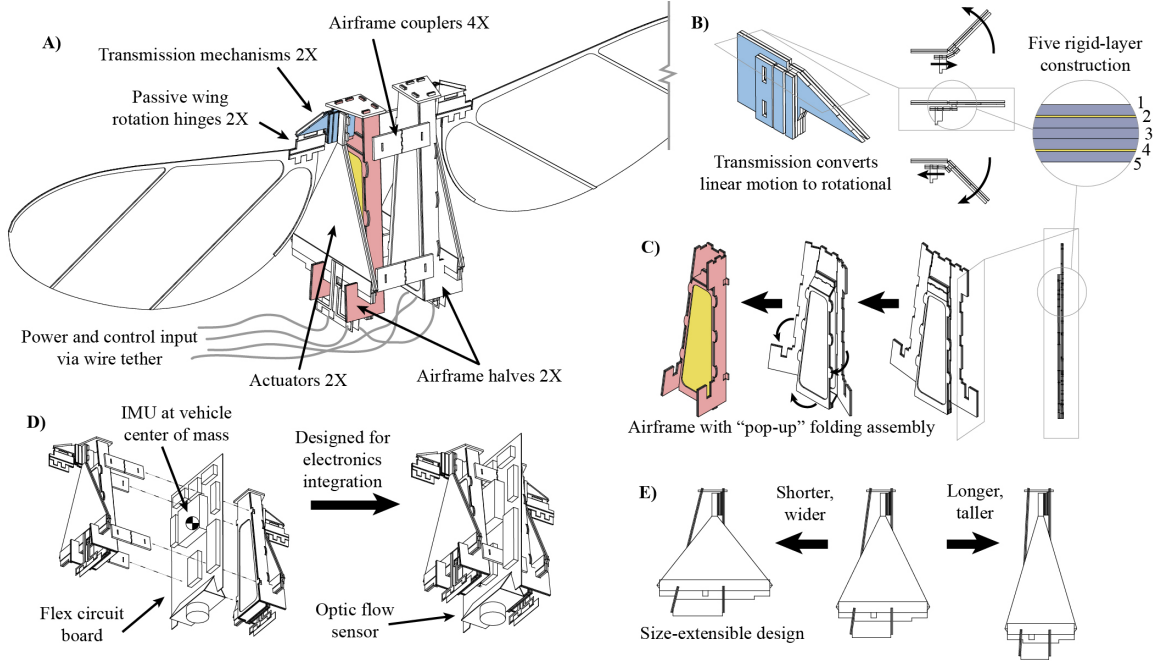 A)
Airframe couplers 4X
Transmission mechanisms 2X
Passive wing
rotation hinges 2X
Power and control input
via wire tether
Actuators 2X
Airframe halves 2X
B)
Transmission converts
linear motion to rotational
Five rigid-layer
construction
1
2
3
4
5
C)
Airframe with “pop-up” folding assembly
D)
IMU at vehicle
center of mass
Designed for
electronics
integration
Flex circuit
board
Optic flow
sensor
E)
Shorter,
wider
Longer,
taller
Size-extensible design